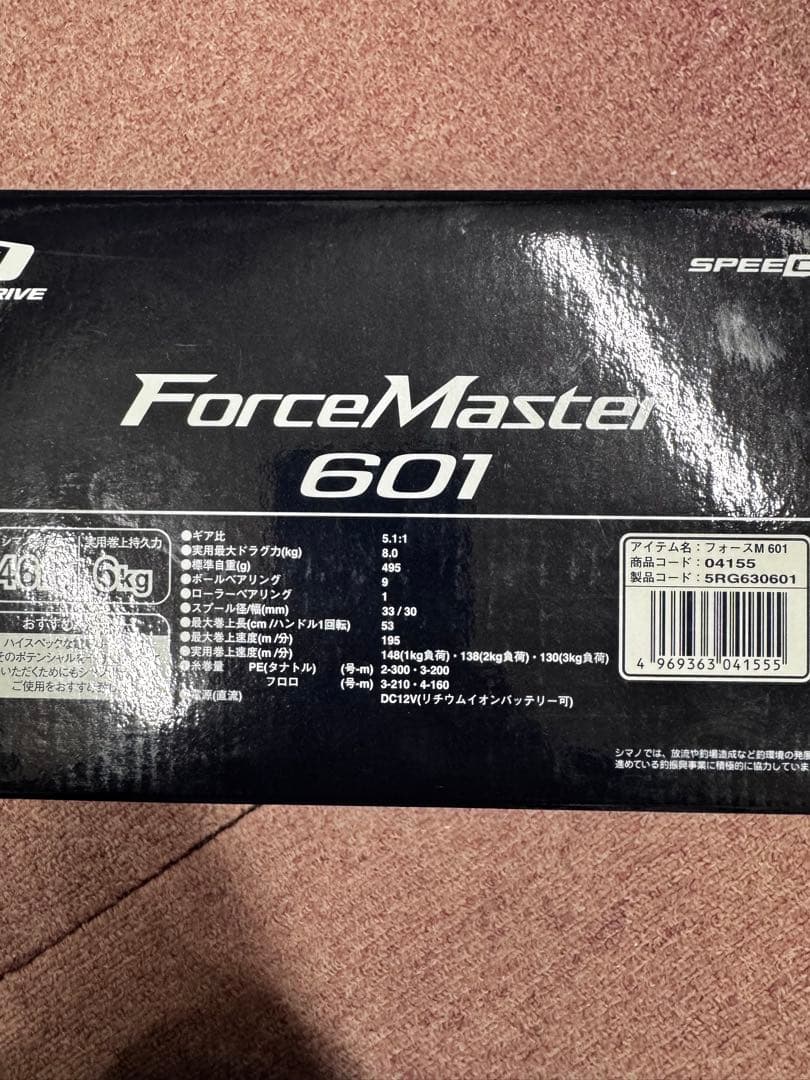 RIVE
SPEED
ForceMaster
601
シマノ
実用巻上持久力
46
6kg
おすすめ
ハイスペックな
そのポテンシャルを
いただくためにも
ご使用をおすすめ
●ギア比 5.1:1
●実用最大ドラグ力(kg) 8.0
●標準自重(g) 495
●ボールベアリング 9
●ローラーベアリング 1
●スプール径/幅(mm) 33 / 30
●最大巻上長(cm/ハンドル1回転) 53
●最大巻上速度(m/分) 195
●実用巻上速度(m/分) 148(1kg負荷)・138(2kg負荷)・130(3kg負荷)
●糸巻量 PE(タナトル) (号-m) 2-300・3-200
フロロ (号-m) 3-210・4-160
電源(直流) DC12V(リチウムイオンバッテリー可)
アイテム名：フォースM 601
商品コード：04155
製品コード：5RG630601
4 969363 041555
シマノでは、放流や釣場造成など釣環境の発展
進めている釣振興事業に積極的に協力していま